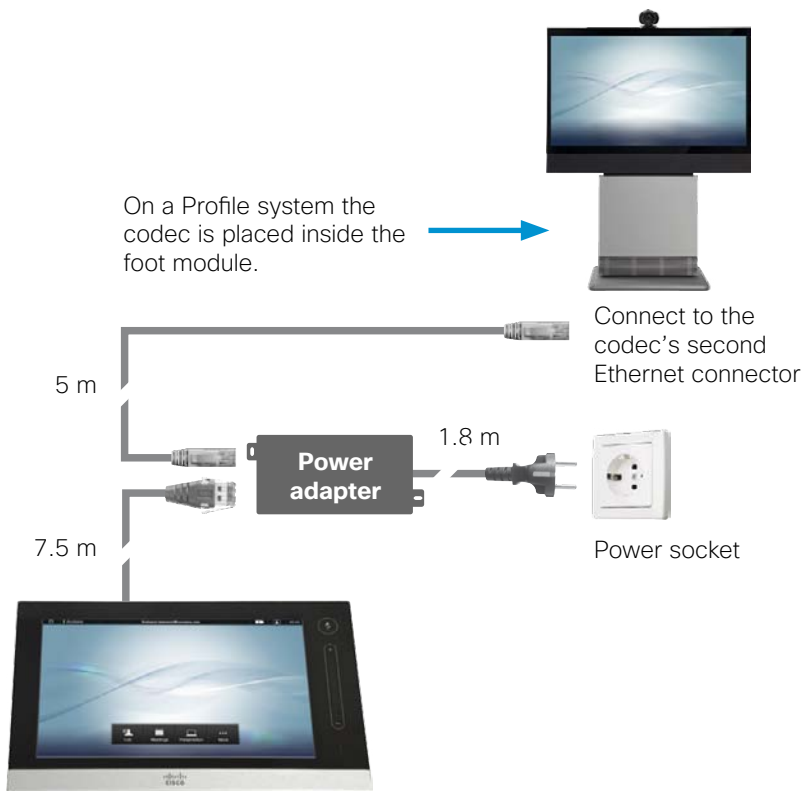 On a Profile system the
codec is placed inside the
foot module.
Connect to the
codec's second
Ethernet connector
5 m
1.8 m
Power
adapter
7.5 m
Power socket
CISCO